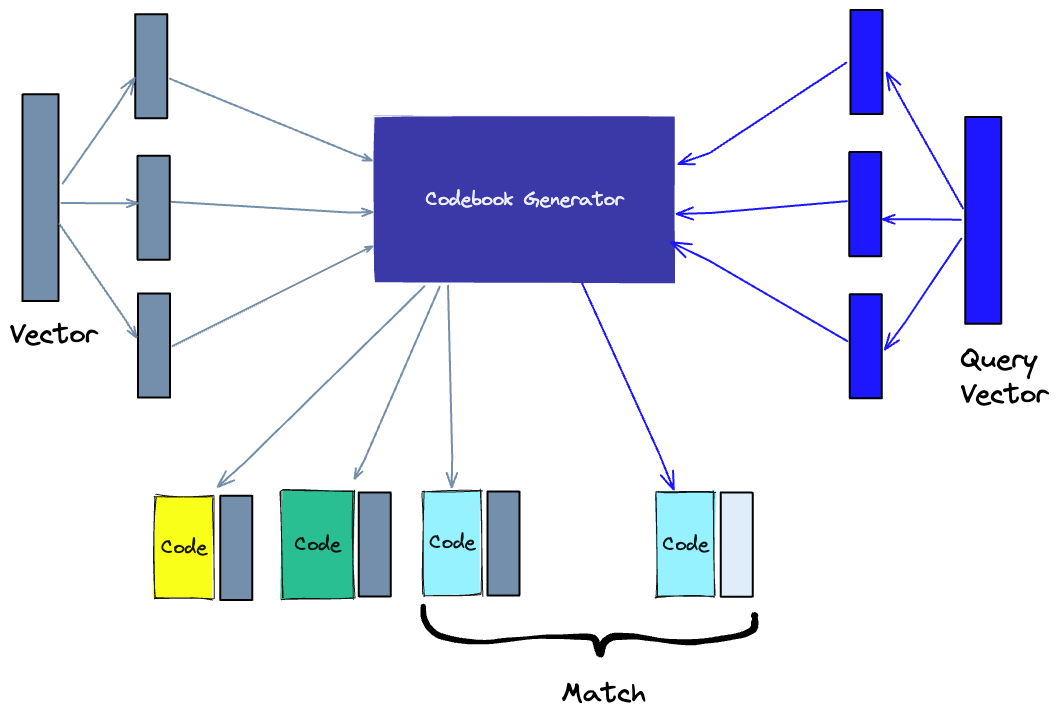 Codebook Generator
Vector
Query
Vector
Code
Code
Code
Code
Match